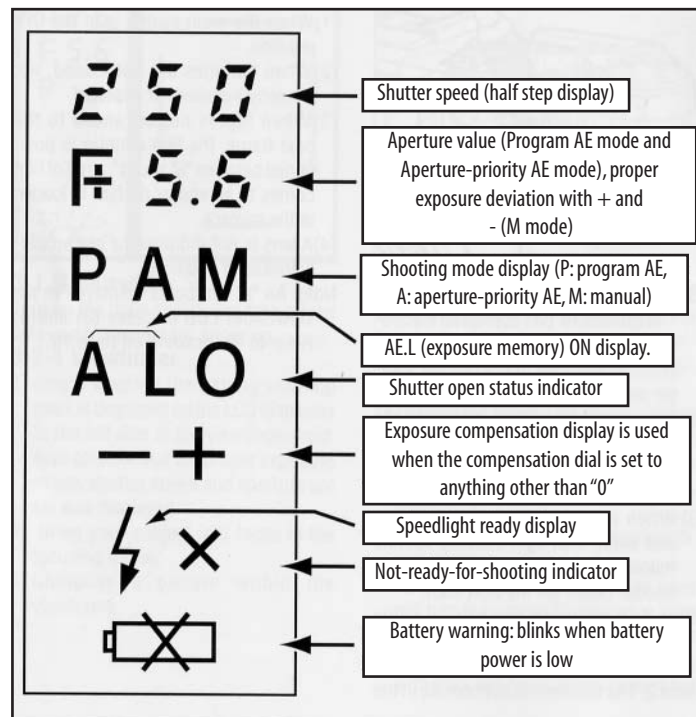 250
Shutter speed (half step display)
F 5.6
Aperture value (Program AE mode and
Aperture-priority AE mode), proper
exposure deviation with + and
- (M mode)
PAM
Shooting mode display (P: program AE,
A: aperture-priority AE, M: manual)
AE.L (exposure memory) ON display.
ALO
Shutter open status indicator
− +
Exposure compensation display is used
when the compensation dial is set to
anything other than “0”
Speedlight ready display
×
Not-ready-for-shooting indicator
Battery warning: blinks when battery
power is low